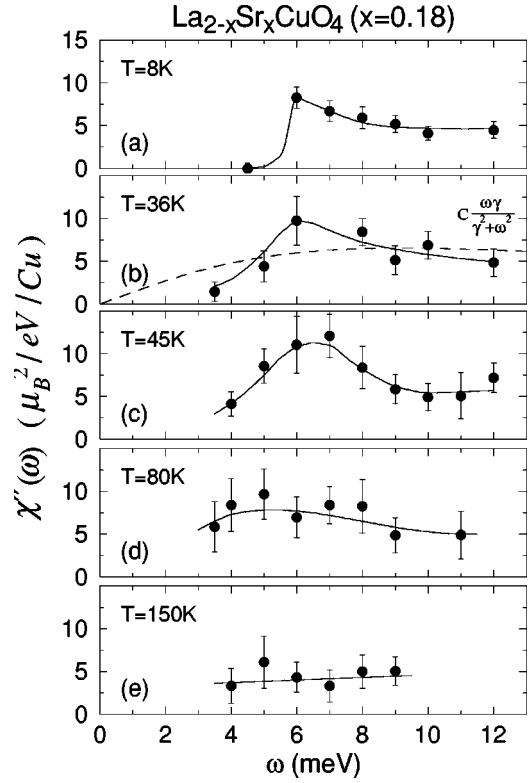 La2-xSrxCuO4 (x=0.18)
15
T=8K
10
5
(a)
0
T=36K
C ωγ
γ²+ω²
10
5
(b)
0
T=45K
10
5
(c)
0
χ″(ω) (μB²/eV/Cu)
T=80K
10
5
(d)
0
T=150K
10
5
(e)
0
0 2 4 6 8 10 12
ω (meV)